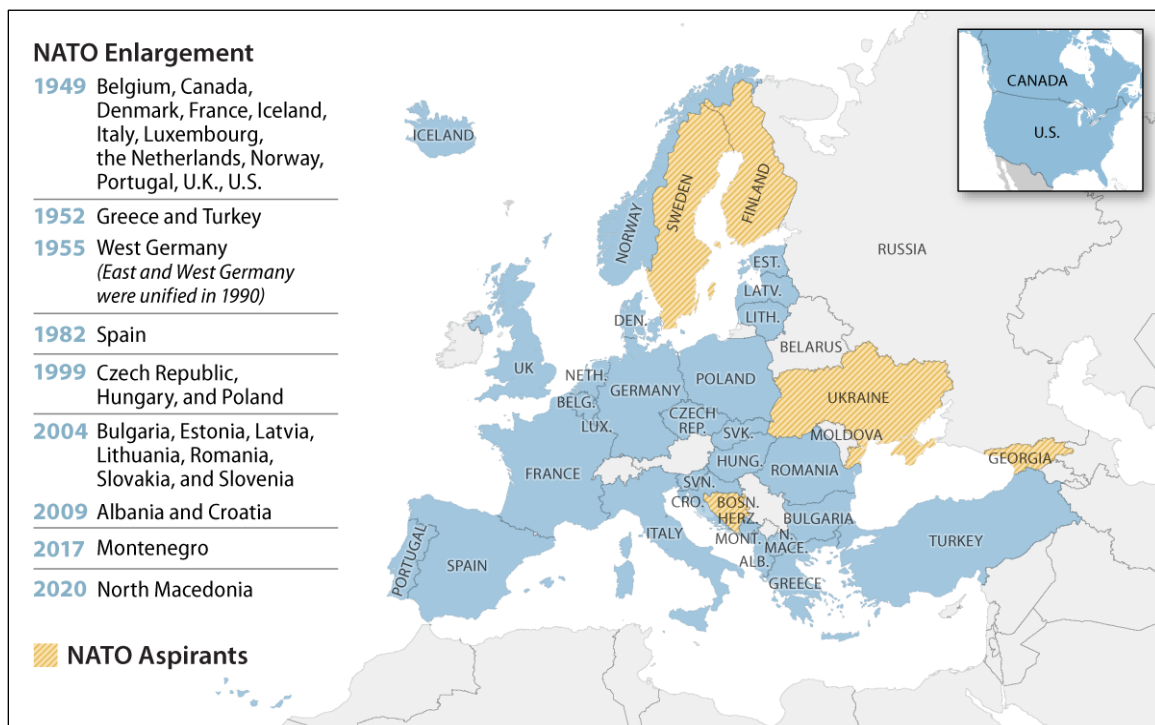 NATO Enlargement
1949 Belgium, Canada,
Denmark, France, Iceland,
Italy, Luxembourg,
the Netherlands, Norway,
Portugal, U.K., U.S.
1952 Greece and Turkey
1955 West Germany
(East and West Germany
were unified in 1990)
1982 Spain
1999 Czech Republic,
Hungary, and Poland
2004 Bulgaria, Estonia, Latvia,
Lithuania, Romania,
Slovakia, and Slovenia
2009 Albania and Croatia
2017 Montenegro
2020 North Macedonia
NATO Aspirants
CANADA
U.S.
ICELAND
SWEDEN
FINLAND
NORWAY
RUSSIA
EST.
LATV.
LITH.
DEN.
BELARUS
UK
NETH.
BELG.
LUX.
GERMANY
POLAND
UKRAINE
CZECH
REP.
SVK.
MOLDOVA
GEORGIA
FRANCE
HUNG.
ROMANIA
SVN.
CRO.
BOSN.
HERZ.
ITALY
MONT.
N.
MACE.
BULGARIA
ALB.
GREECE
TURKEY
PORTUGAL
SPAIN